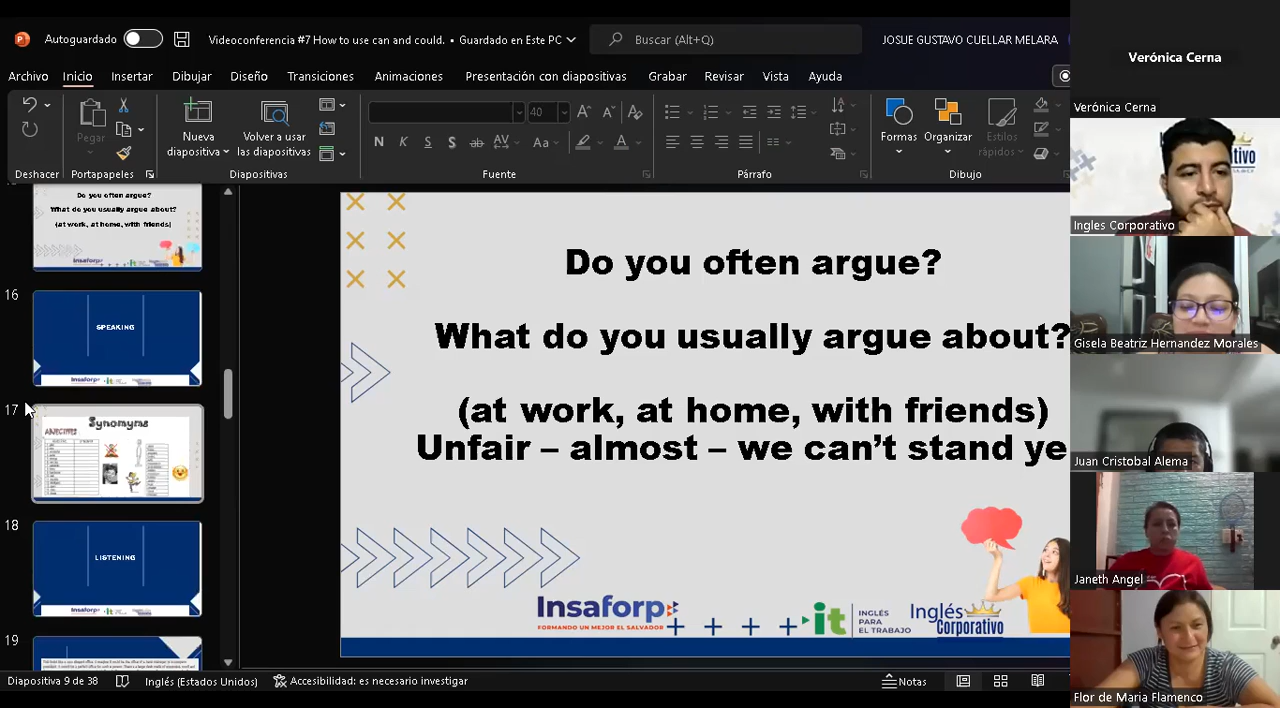 Autoguardado
Videoconferencia #7 How to use can and could. • Guardado en Este PC
Buscar (Alt+Q)
JOSUE GUSTAVO CUELLAR MELARA
Archivo Inicio Insertar Dibujar Diseño Transiciones Animaciones Presentación con diapositivas Grabar Revisar Vista Ayuda
Pegar
Nueva diapositiva
Volver a usar las diapositivas
40
N K S S ab AV Aa A
Formas Organizar Estilos rápidos
Deshacer Portapapeles Diapositivas Fuente Párrafo Dibujo
Do you often argue?
What do you usually argue about?
(at work, at home, with friends)
Insaforp
16
SPEAKING
17
Synonyms
ADJECTIVES
18
LISTENING
19
Do you often argue?
What do you usually argue about?
(at work, at home, with friends)
Unfair – almost – we can't stand ye
Insaforp
FORMANDO UN MEJOR EL SALVADOR
it
INGLÉS
PARA
EL TRABAJO
Inglés
Corporativo
Verónica Cerna
Verónica Cerna
Ingles Corporativo
Gisela Beatriz Hernandez Morales
Juan Cristobal Alema
Janeth Angel
Flor de Maria Flamenco
Diapositiva 9 de 38
Inglés (Estados Unidos)
Accesibilidad: es necesario investigar
Notas